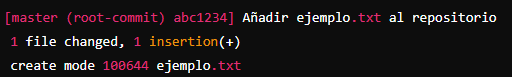 [master (root-commit) abc1234] Añadir ejemplo.txt al repositorio
1 file changed, 1 insertion(+)
create mode 100644 ejemplo.txt